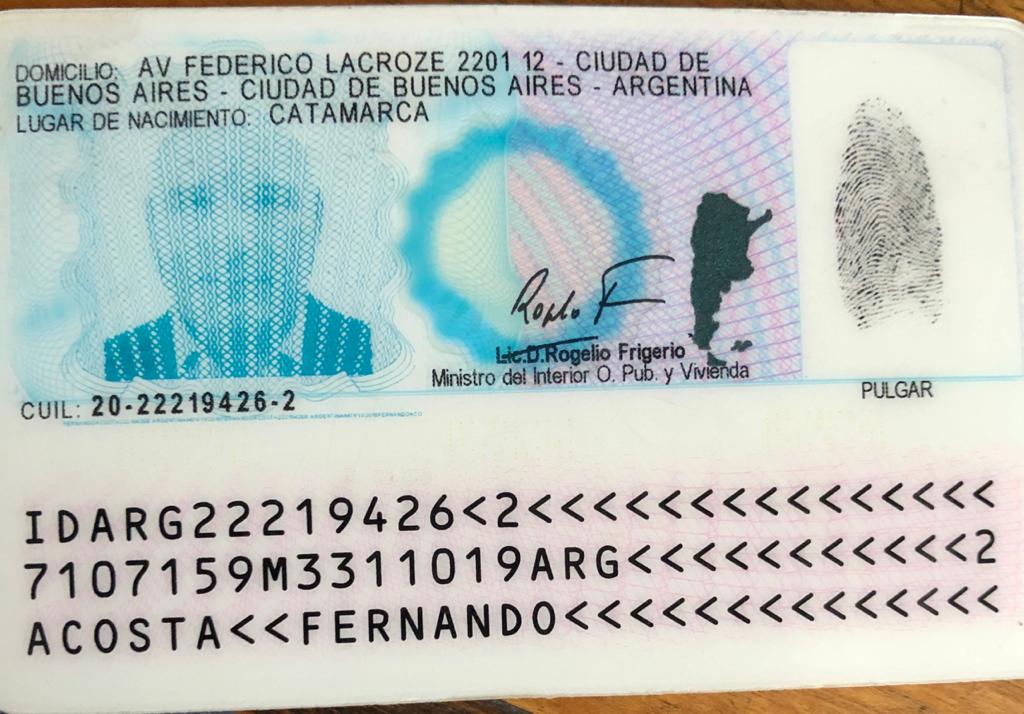 DOMICILIO: AV FEDERICO LACROZE 2201 12 - CIUDAD DE
BUENOS AIRES - CIUDAD DE BUENOS AIRES - ARGENTINA
LUGAR DE NACIMIENTO: CATAMARCA
Lic.D.Rogelio Frigerio
Ministro del Interior O. Pub. y Vivienda
PULGAR
CUIL: 20-22219426-2
IDARG22219426<2<<<<<<<<<<<<<<<
7107159M3311019ARG<<<<<<<<<<<2
ACOSTA<<FERNANDO<<<<<<<<<<<<<<